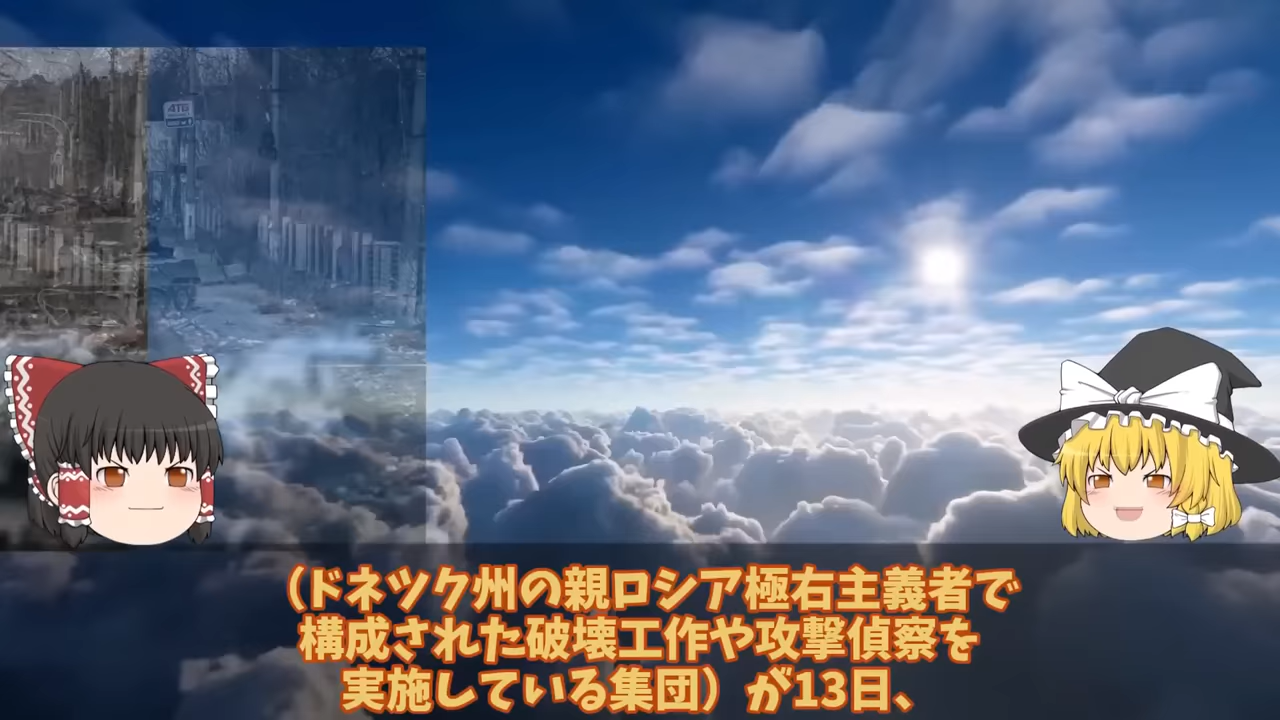 АТБ
（ドネツク州の親ロシア極右主義者で
構成された破壊工作や攻撃偵察を
実施している集団）が13日、